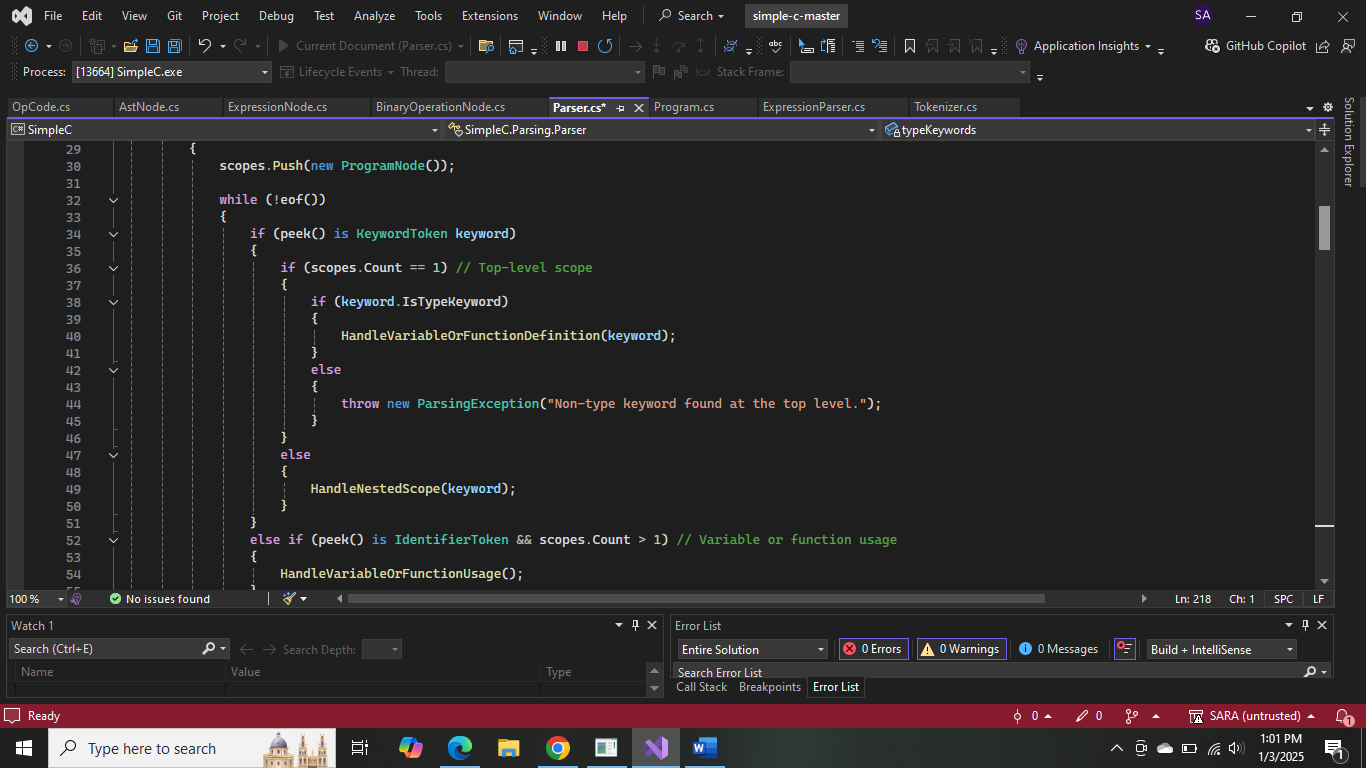 File Edit View Git Project Debug Test Analyze Tools Extensions Window Help Search simple-c-master SA
Current Document (Parser.cs) Application Insights GitHub Copilot
Process: [13664] SimpleC.exe Lifecycle Events Thread: Stack Frame:
OpCode.cs AstNode.cs ExpressionNode.cs BinaryOperationNode.cs Parser.cs* Program.cs ExpressionParser.cs Tokenizer.cs
Solution Explorer
C# SimpleC SimpleC.Parsing.Parser typeKeywords
29 {
30 scopes.Push(new ProgramNode());
31
32 while (!eof())
33 {
34 if (peek() is KeywordToken keyword)
35 {
36 if (scopes.Count == 1) // Top-level scope
37 {
38 if (keyword.IsTypeKeyword)
39 {
40 HandleVariableOrFunctionDefinition(keyword);
41 }
42 else
43 {
44 throw new ParsingException("Non-type keyword found at the top level.");
45 }
46 }
47 else
48 {
49 HandleNestedScope(keyword);
50 }
51 }
52 else if (peek() is IdentifierToken && scopes.Count > 1) // Variable or function usage
53 {
54 HandleVariableOrFunctionUsage();
100 % No issues found Ln: 218 Ch: 1 SPC LF
Watch 1
Search (Ctrl+E) Search Depth:
Name Value Type
Error List
Entire Solution 0 Errors 0 Warnings 0 Messages Build + IntelliSense
Search Error List
Call Stack Breakpoints Error List
Ready 0 0 SARA (untrusted) 1
Type here to search 1:01 PM
1/3/2025 1